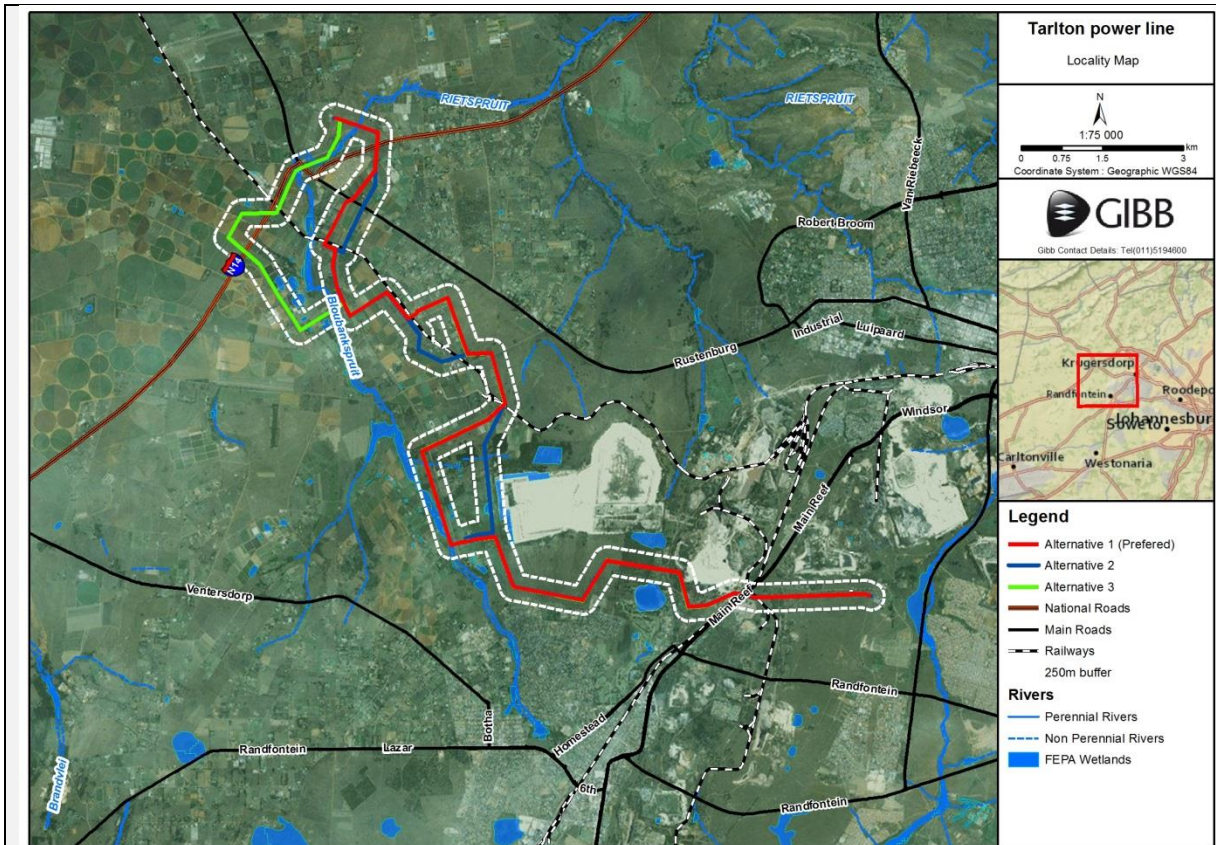 Tarlton power line
Locality Map
N
1:75 000
km
0 0.75 1.5 3
Coordinate System : Geographic WGS84
GIBB
Gibb Contact Details: Tel(011)5194600
Krugersdorp
Randfontein
Roodepo
Johannesbur
Soweto
Carltonville
Westonaria
Legend
Alternative 1 (Prefered)
Alternative 2
Alternative 3
National Roads
Main Roads
Railways
250m buffer
Rivers
Perennial Rivers
Non Perennial Rivers
FEPA Wetlands
RIETSPRUIT
RIETSPRUIT
Van Riebeeck
Robert Broom
N14
Bloubankspruit
Industrial
Luipaard
Rustenburg
Windsor
Main Reef
Ventersdorp
Main Reef
Randfontein
Botha
Homestead
Randfontein
Lazar
6th
Randfontein
Brandvlei